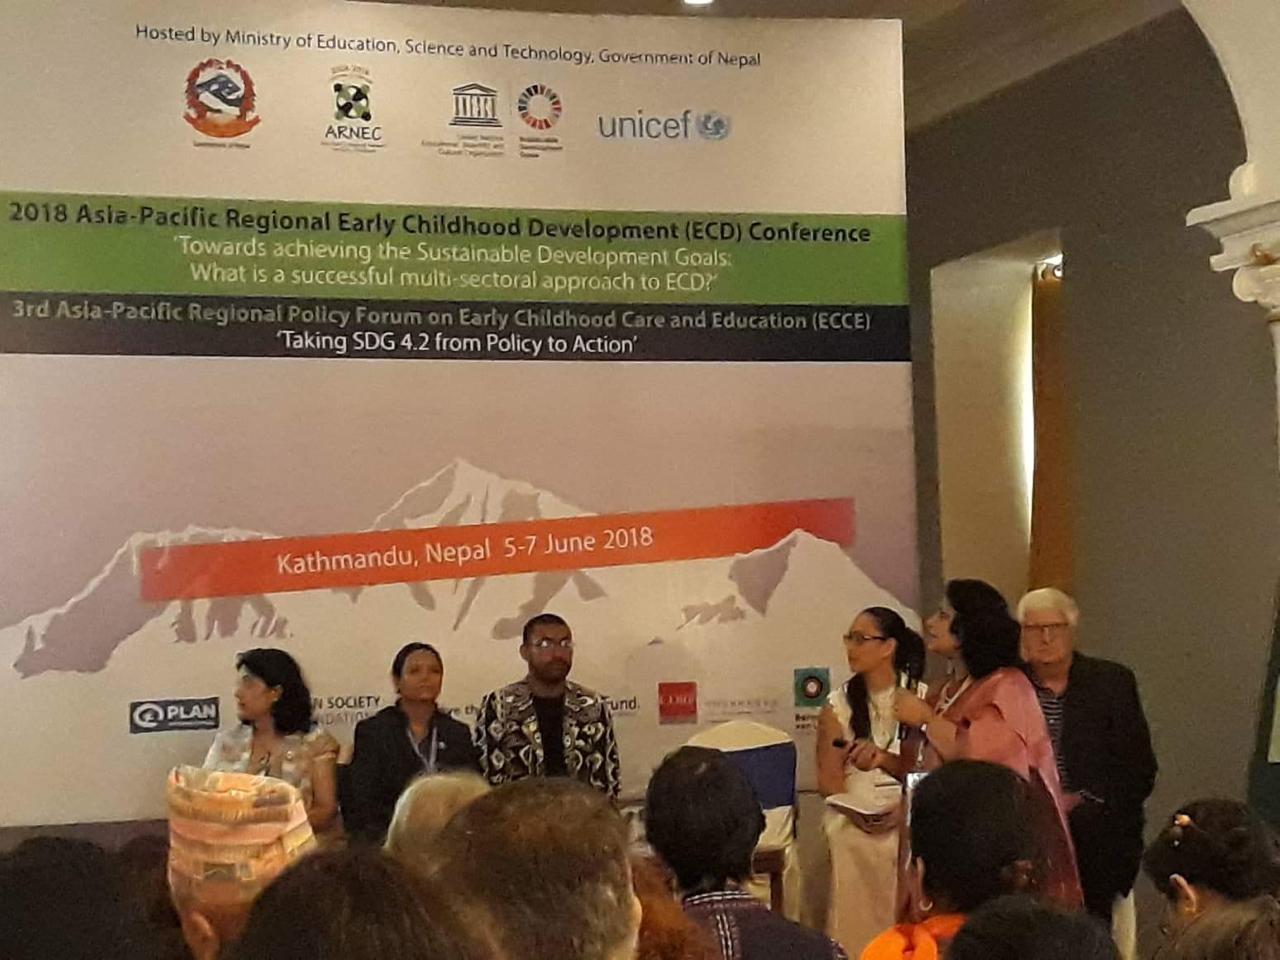 Hosted by Ministry of Education, Science and Technology, Government of Nepal
ARNEC
unicef
2018 Asia-Pacific Regional Early Childhood Development (ECD) Conference
'Towards achieving the Sustainable Development Goals:
What is a successful multi-sectoral approach to ECD?'
3rd Asia-Pacific Regional Policy Forum on Early Childhood Care and Education (ECCE)
'Taking SDG 4.2 from Policy to Action'
Kathmandu, Nepal 5-7 June 2018
PLAN
N SOCIETY